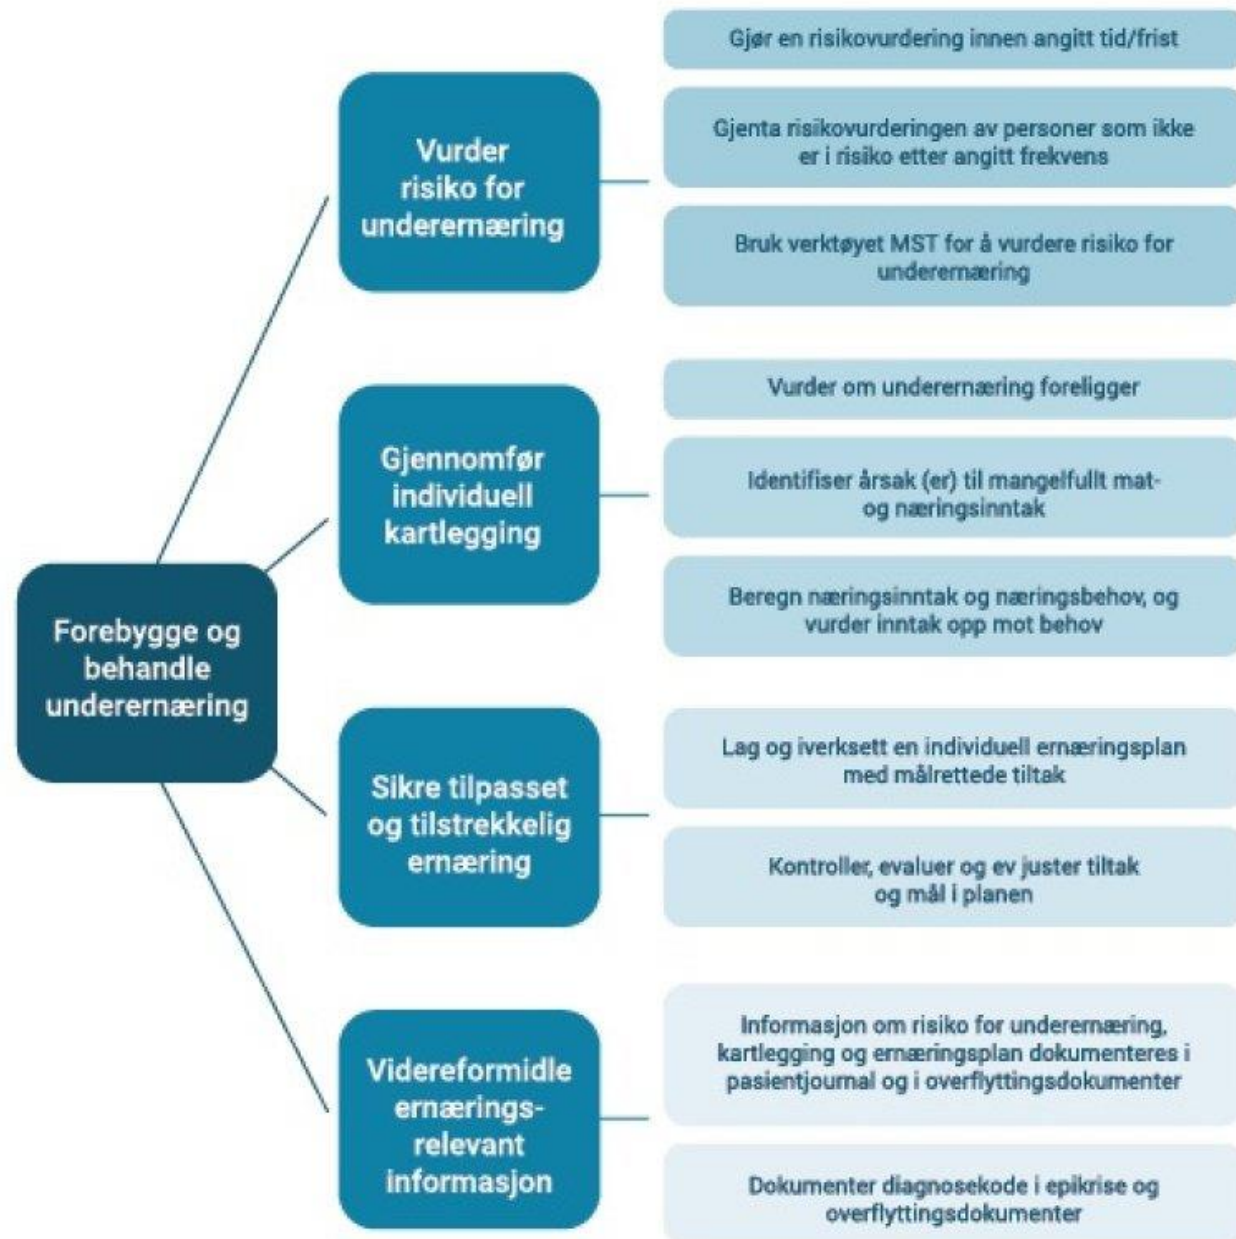 Forebygge og
behandle
underernæring
Vurder
risiko for
underernæring
Gjør en risikovurdering innen angitt tid/frist
Gjenta risikovurderingen av personer som ikke
er i risiko etter angitt frekvens
Bruk verktøyet MST for å vurdere risiko for
underernæring
Gjennomfør
individuell
kartlegging
Vurder om underernæring foreligger
Identifiser årsak (er) til mangelfullt mat-
og næringsinntak
Beregn næringsinntak og næringsbehov, og
vurder inntak opp mot behov
Sikre tilpasset
og tilstrekkelig
ernæring
Lag og iverksett en individuell ernæringsplan
med målrettede tiltak
Kontroller, evaluer og ev juster tiltak
og mål i planen
Videreformidle
ernærings-
relevant
informasjon
Informasjon om risiko for underernæring,
kartlegging og ernæringsplan dokumenteres i
pasientjournal og i overflyttingsdokumenter
Dokumenter diagnosekode i epikrise og
overflyttingsdokumenter